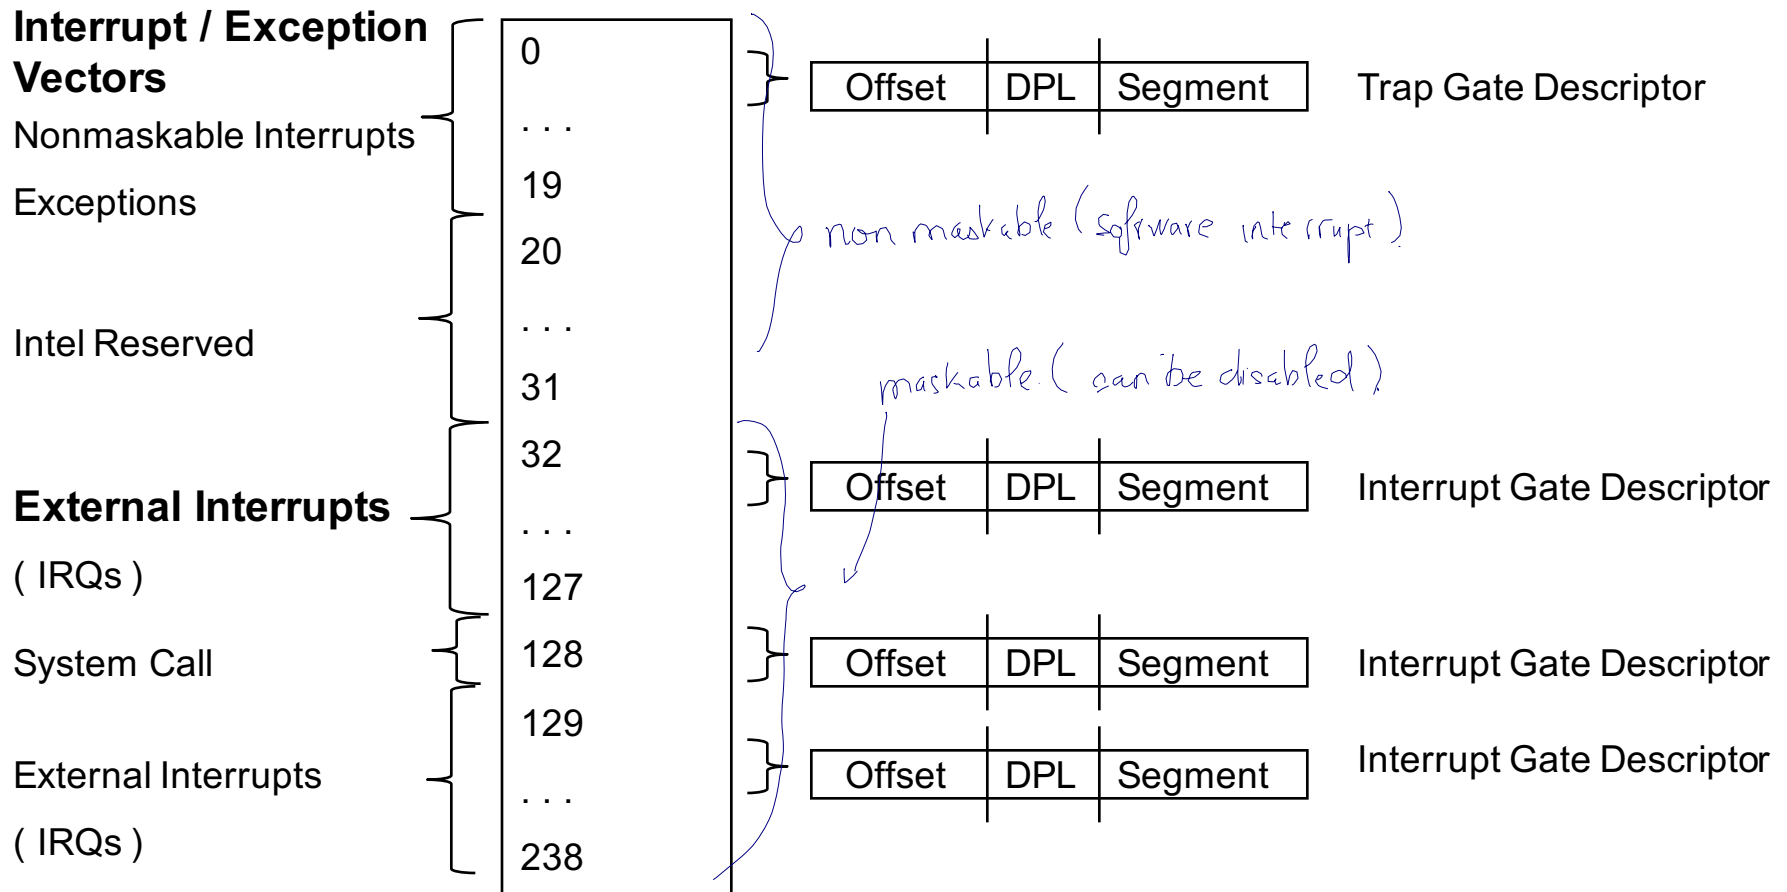 Interrupt / Exception
Vectors
Nonmaskable Interrupts
Exceptions
Intel Reserved
External Interrupts
( IRQs )
System Call
External Interrupts
( IRQs )
0
. . .
19
20
. . .
31
32
. . .
127
128
129
. . .
238
Offset DPL Segment Trap Gate Descriptor
non maskable (software interrupt)
maskable. ( can be disabled )
Offset DPL Segment Interrupt Gate Descriptor
Offset DPL Segment Interrupt Gate Descriptor
Offset DPL Segment Interrupt Gate Descriptor